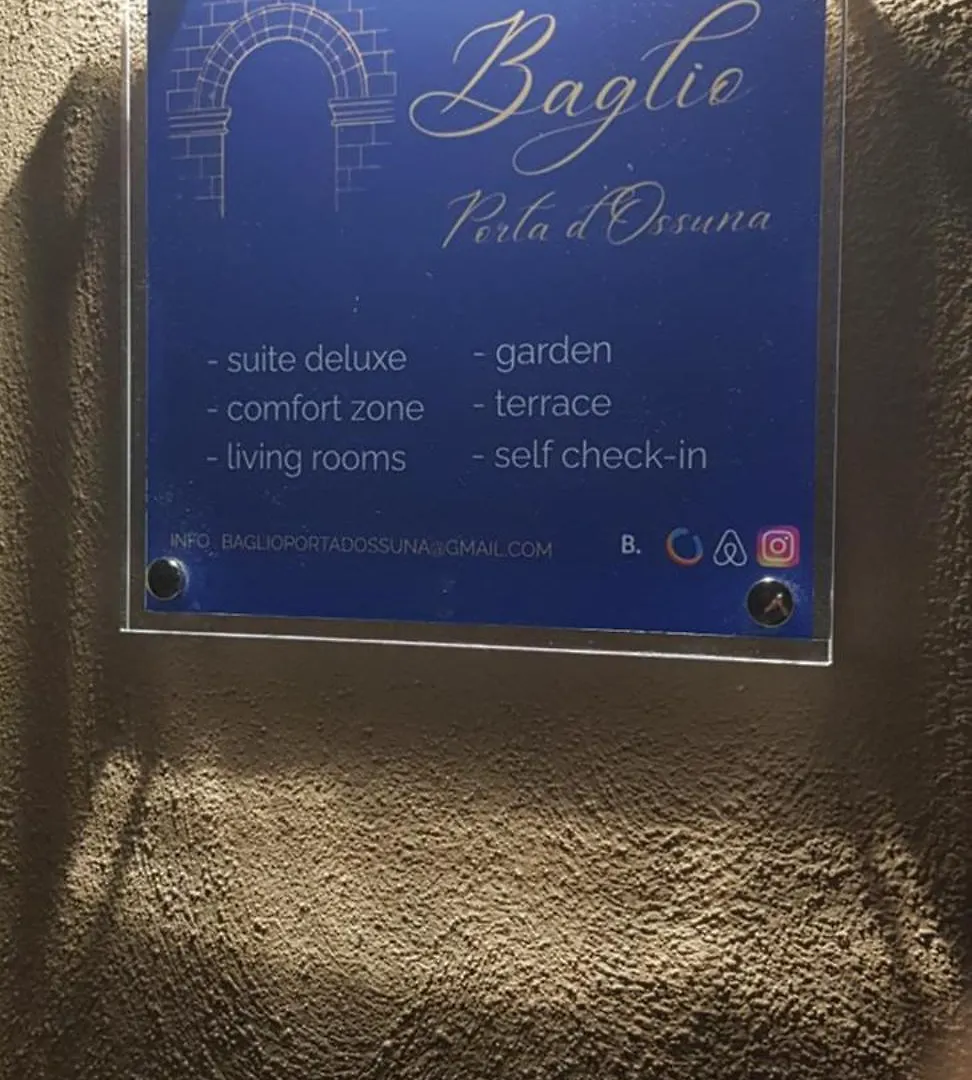 Baglio
Porta d'Ossuna
- suite deluxe
- comfort zone
- living rooms
- garden
- terrace
- self check-in
INFO BAGLIOPORTADOSSUNA@GMAIL.COM
B.